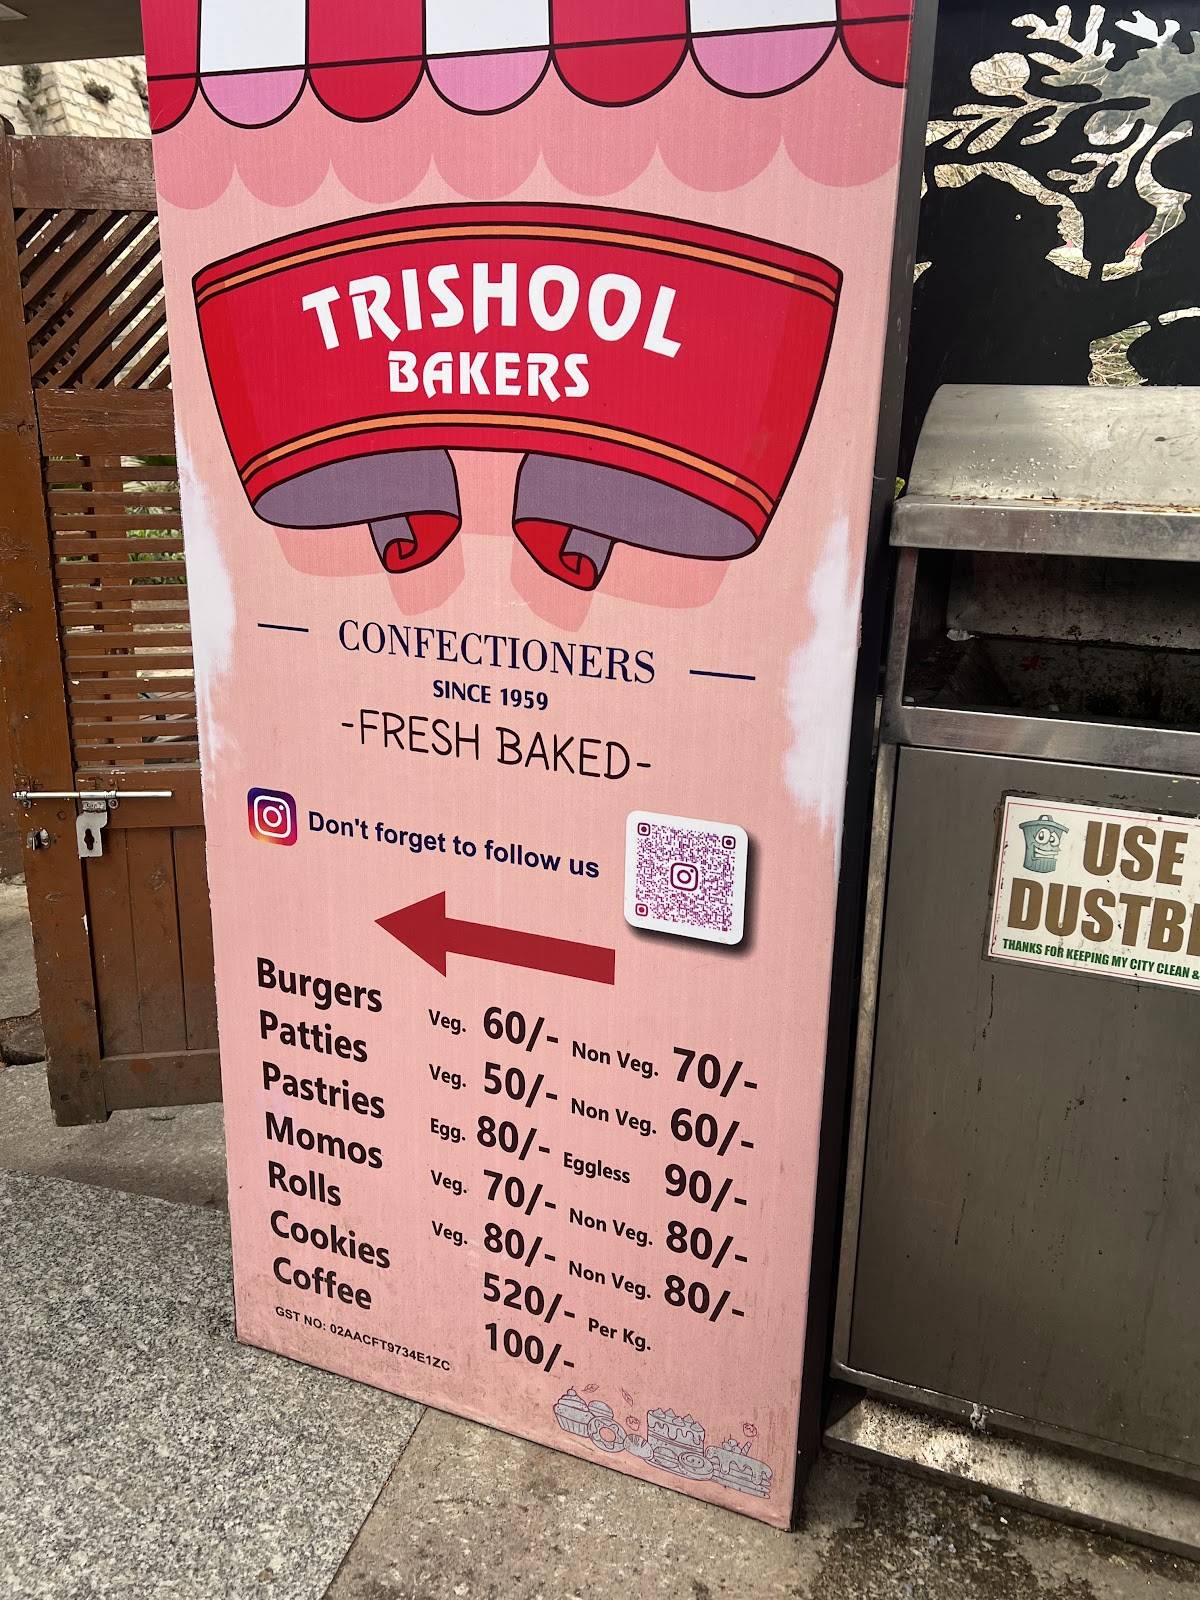 TRISHOOL
BAKERS
CONFECTIONERS
SINCE 1959
-FRESH BAKED-
Don't forget to follow us
Burgers Veg. 60/- Non Veg. 70/-
Patties Veg. 50/- Non Veg. 60/-
Pastries Egg. 80/- Eggless 90/-
Momos Veg. 70/- Non Veg. 80/-
Rolls Veg. 80/- Non Veg. 80/-
Cookies 520/- Per Kg.
Coffee 100/-
GST NO: 02AACFT9734E1ZC
USE
DUSTB
THANKS FOR KEEPING MY CITY CLEAN &